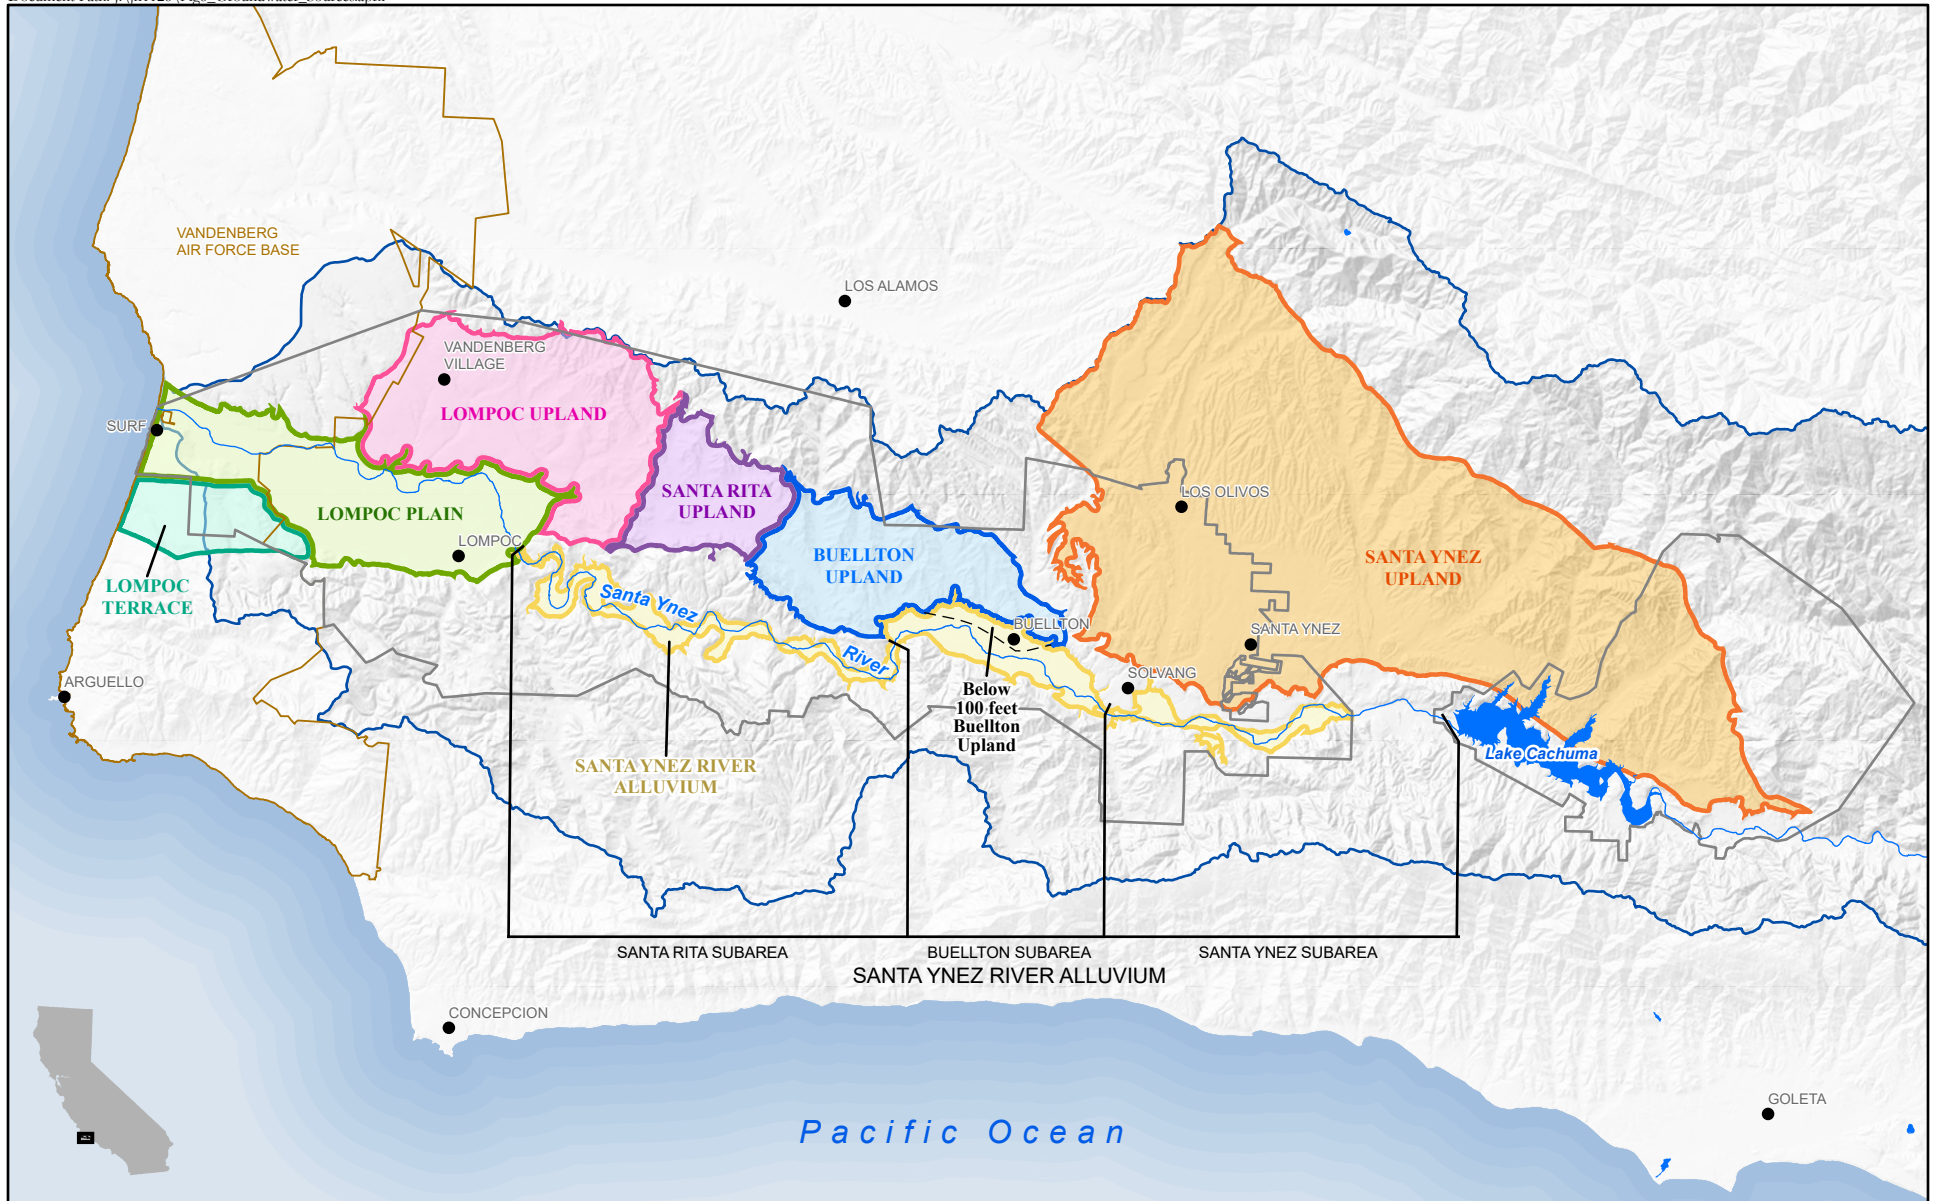 VANDENBERG
AIR FORCE BASE
LOS ALAMOS
VANDENBERG
VILLAGE
LOMPOC UPLAND
SURF
SANTA RITA
UPLAND
LOS OLIVOS
LOMPOC PLAIN
LOMPOC
BUELLTON
UPLAND
SANTA YNEZ
UPLAND
LOMPOC
TERRACE
Santa Ynez
River
BUELLTON
SANTA YNEZ
SOLVANG
ARGUELLO
Below
100 feet
Buellton
Upland
Lake Cachuma
SANTA YNEZ RIVER
ALLUVIUM
SANTA RITA SUBAREA
BUELLTON SUBAREA
SANTA YNEZ SUBAREA
SANTA YNEZ RIVER ALLUVIUM
CONCEPCION
GOLETA
Pacific Ocean